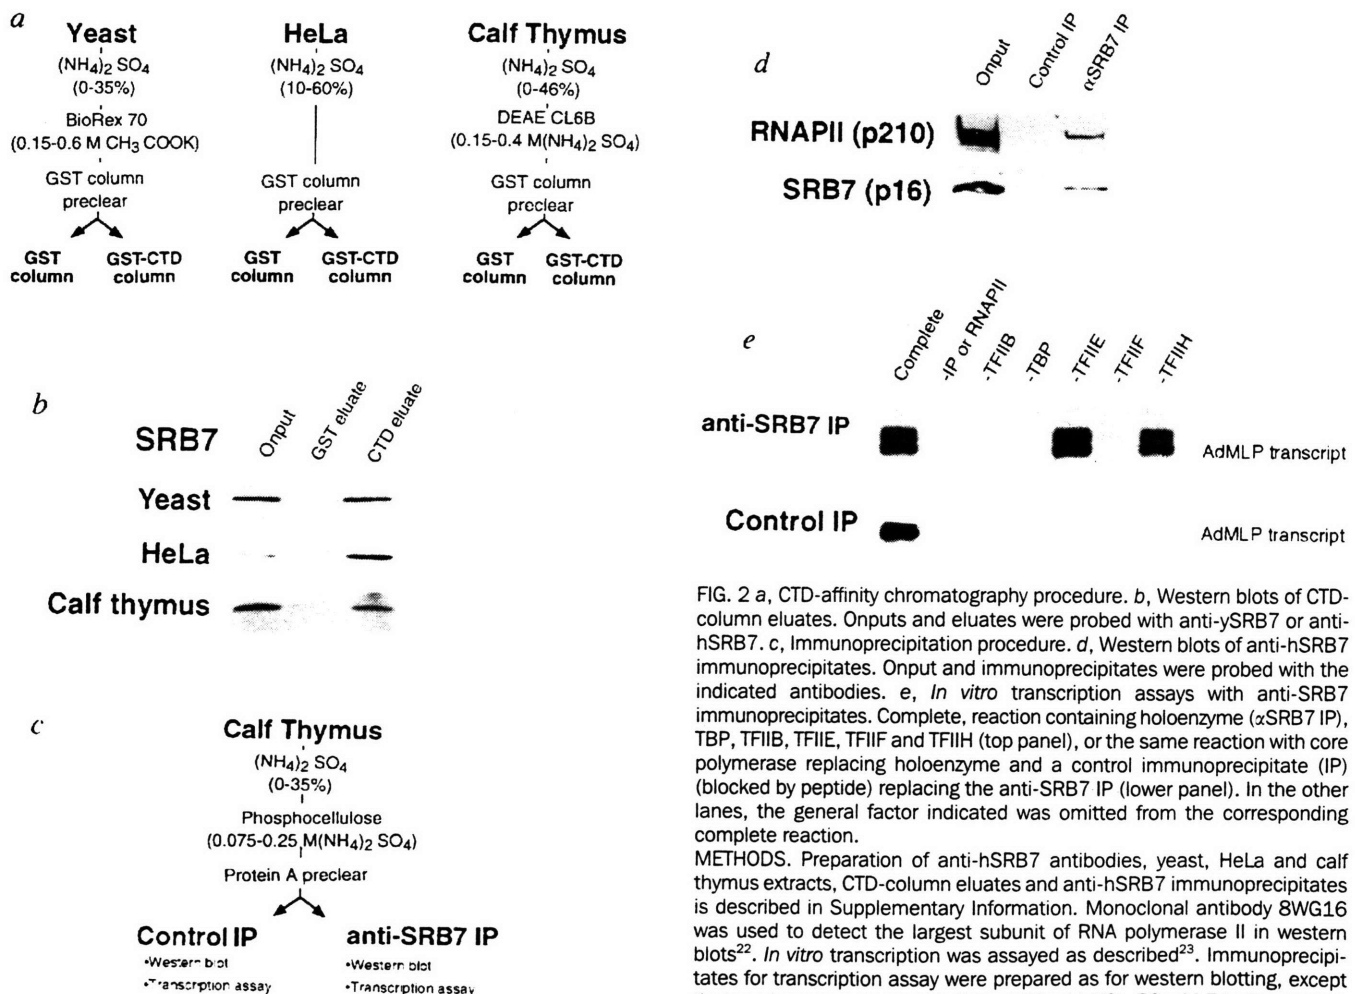 a
Yeast
(NH4)2 SO4
(0-35%)
BioRex 70
(0.15-0.6 M CH3 COOK)
GST column
preclear
GST column
GST-CTD column
HeLa
(NH4)2 SO4
(10-60%)
GST column
preclear
GST column
GST-CTD column
Calf Thymus
(NH4)2 SO4
(0-46%)
DEAE CL6B
(0.15-0.4 M(NH4)2 SO4)
GST column
preclear
GST column
GST-CTD column
b
SRB7
Onput
GST eluate
CTD eluate
Yeast
HeLa
Calf thymus
c
Calf Thymus
(NH4)2 SO4
(0-35%)
Phosphocellulose
(0.075-0.25 M(NH4)2 SO4)
Protein A preclear
Control IP
•Western blot
•Transcription assay
anti-SRB7 IP
•Western blot
•Transcription assay
d
Onput
Control IP
αSRB7 IP
RNAPII (p210)
SRB7 (p16)
e
Complete
-IP or RNAPII
-TFIIB
-TBP
-TFIIE
-TFIIF
-TFIIH
anti-SRB7 IP
AdMLP transcript
Control IP
AdMLP transcript
FIG. 2 a, CTD-affinity chromatography procedure. b, Western blots of CTD-
column eluates. Onputs and eluates were probed with anti-ySRB7 or anti-
hSRB7. c, Immunoprecipitation procedure. d, Western blots of anti-hSRB7
immunoprecipitates. Onput and immunoprecipitates were probed with the
indicated antibodies. e, In vitro transcription assays with anti-SRB7
immunoprecipitates. Complete, reaction containing holoenzyme (αSRB7 IP),
TBP, TFIIB, TFIIE, TFIIF and TFIIH (top panel), or the same reaction with core
polymerase replacing holoenzyme and a control immunoprecipitate (IP)
(blocked by peptide) replacing the anti-SRB7 IP (lower panel). In the other
lanes, the general factor indicated was omitted from the corresponding
complete reaction.
METHODS. Preparation of anti-hSRB7 antibodies, yeast, HeLa and calf
thymus extracts, CTD-column eluates and anti-hSRB7 immunoprecipitates
is described in Supplementary Information. Monoclonal antibody 8WG16
was used to detect the largest subunit of RNA polymerase II in western
blots22. In vitro transcription was assayed as described23. Immunoprecipi-
tates for transcription assay were prepared as for western blotting, except